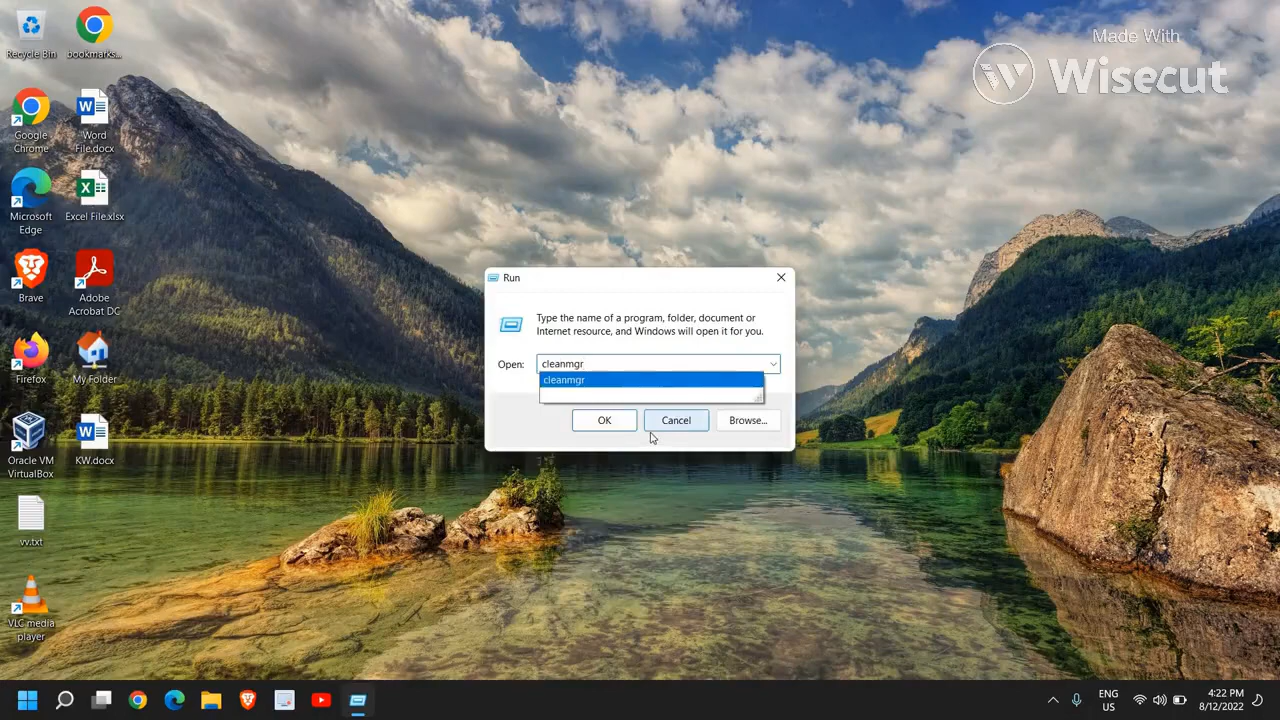 Made With
Wisecut
Recycle Bin
bookmarks...
Google
Chrome
Word
File.docx
Microsoft
Edge
Excel File.xlsx
Brave
Adobe
Acrobat DC
Firefox
My Folder
Oracle VM
VirtualBox
KW.docx
vv.txt
VLC media
player
Run
Type the name of a program, folder, document or
Internet resource, and Windows will open it for you.
Open:
cleanmgr
cleanmgr
OK
Cancel
Browse...
ENG
US
4:22 PM
8/12/2022